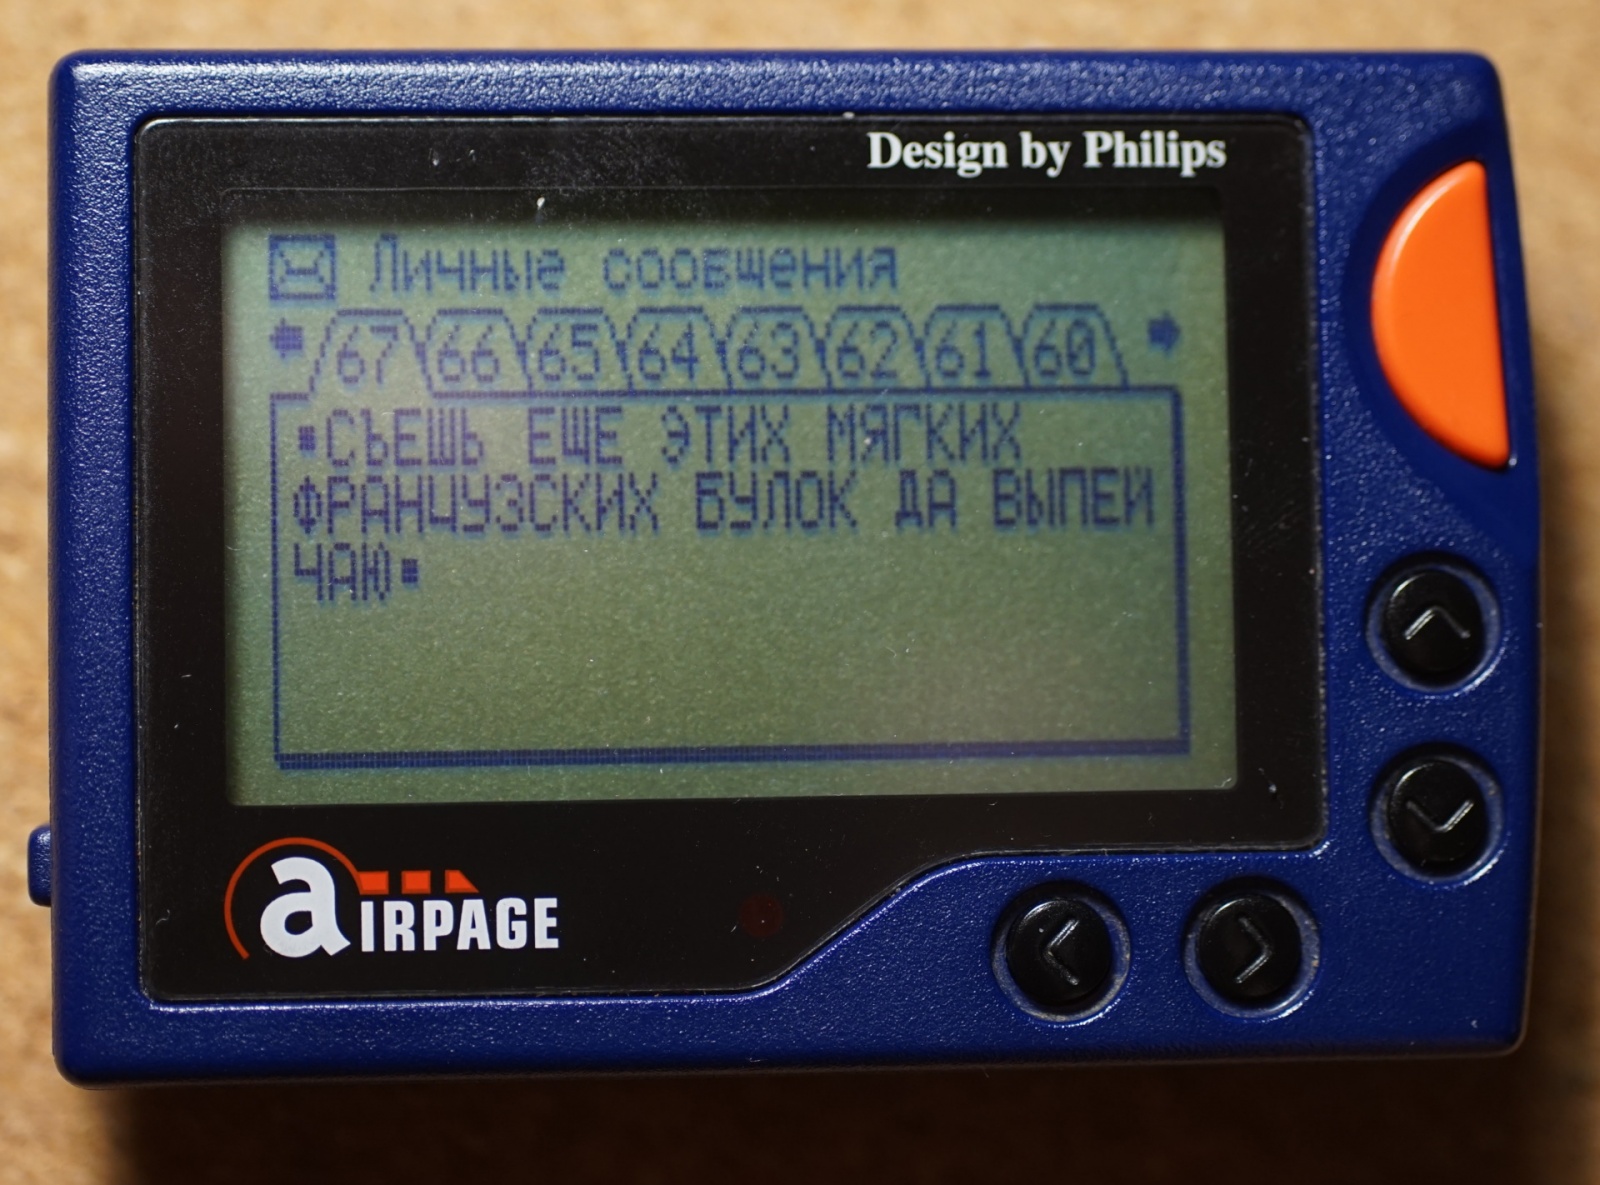 Design by Philips
Личные сообщения
67 66 65 64 63 62 61 60
▪СЪЕШЬ ЕЩЕ ЭТИХ МЯГКИХ
ФРАНЦУЗСКИХ БУЛОК ДА ВЫПЕЙ
ЧАЮ▪
aIRPAGE